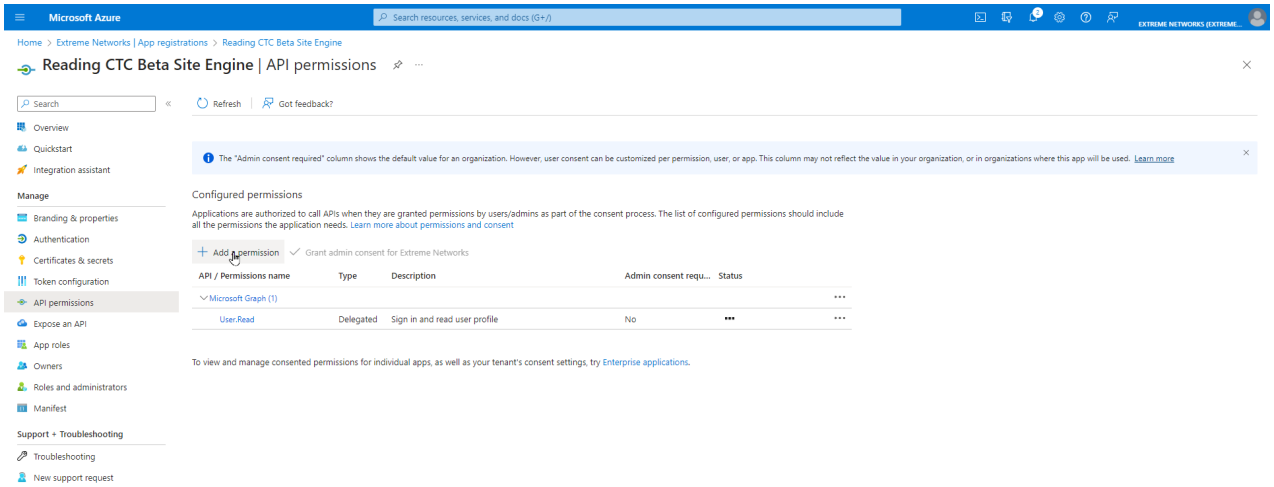 Microsoft Azure
Search resources, services, and docs (G+/)
2
EXTREME NETWORKS (EXTREME...
Home > Extreme Networks | App registrations > Reading CTC Beta Site Engine
Reading CTC Beta Site Engine | API permissions
Search
Refresh
Got feedback?
Overview
Quickstart
Integration assistant
Manage
Branding & properties
Authentication
Certificates & secrets
Token configuration
API permissions
Expose an API
App roles
Owners
Roles and administrators
Manifest
Support + Troubleshooting
Troubleshooting
New support request
The "Admin consent required" column shows the default value for an organization. However, user consent can be customized per permission, user, or app. This column may not reflect the value in your organization, or in organizations where this app will be used. Learn more
Configured permissions
Applications are authorized to call APIs when they are granted permissions by users/admins as part of the consent process. The list of configured permissions should include
all the permissions the application needs. Learn more about permissions and consent
Add a permission
Grant admin consent for Extreme Networks
API / Permissions name Type Description Admin consent requ... Status
Microsoft Graph (1)
User.Read Delegated Sign in and read user profile No
To view and manage consented permissions for individual apps, as well as your tenant's consent settings, try Enterprise applications.